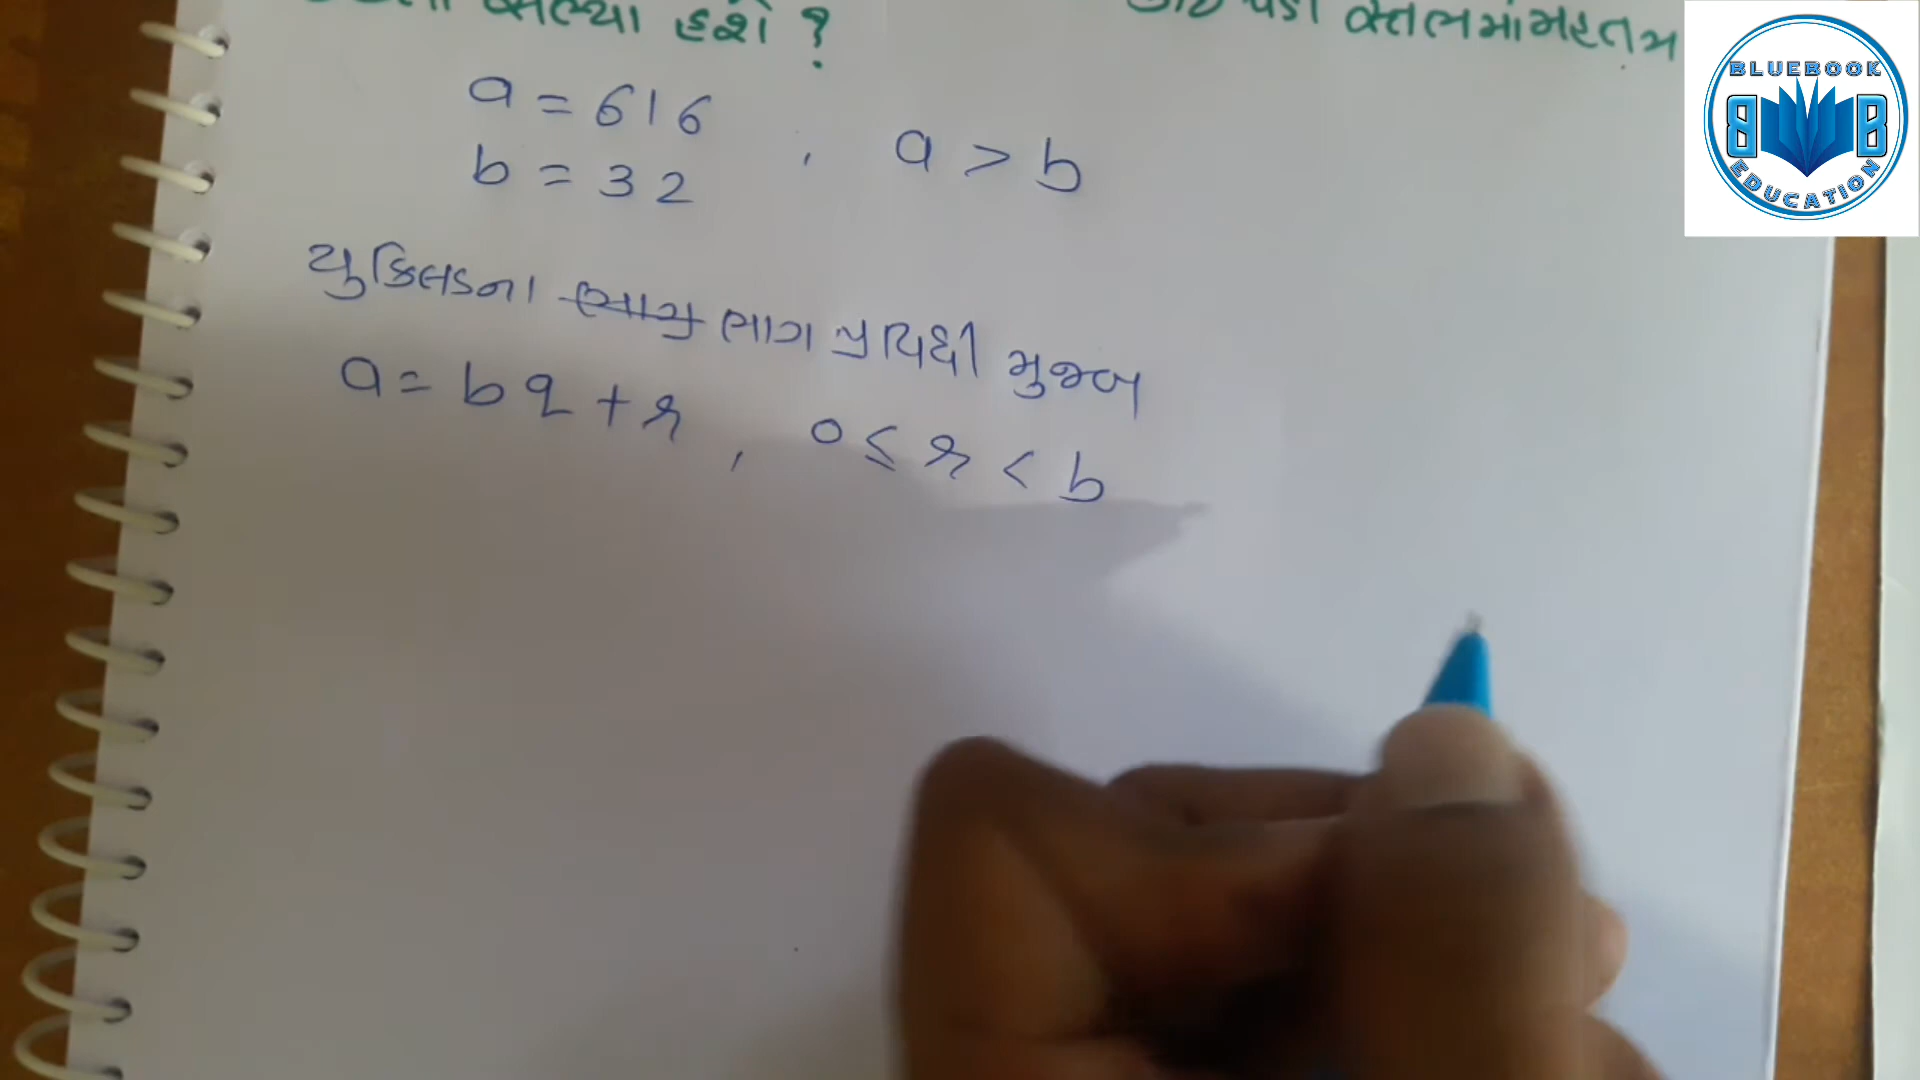 હશે ?
a = 616
b = 32 , a > b
યુક્લિડના ભાગ પ્રવિધી મુજબ
a = bq + r , 0 ≤ r < b
BLUEBOOK
B B
EDUCATION